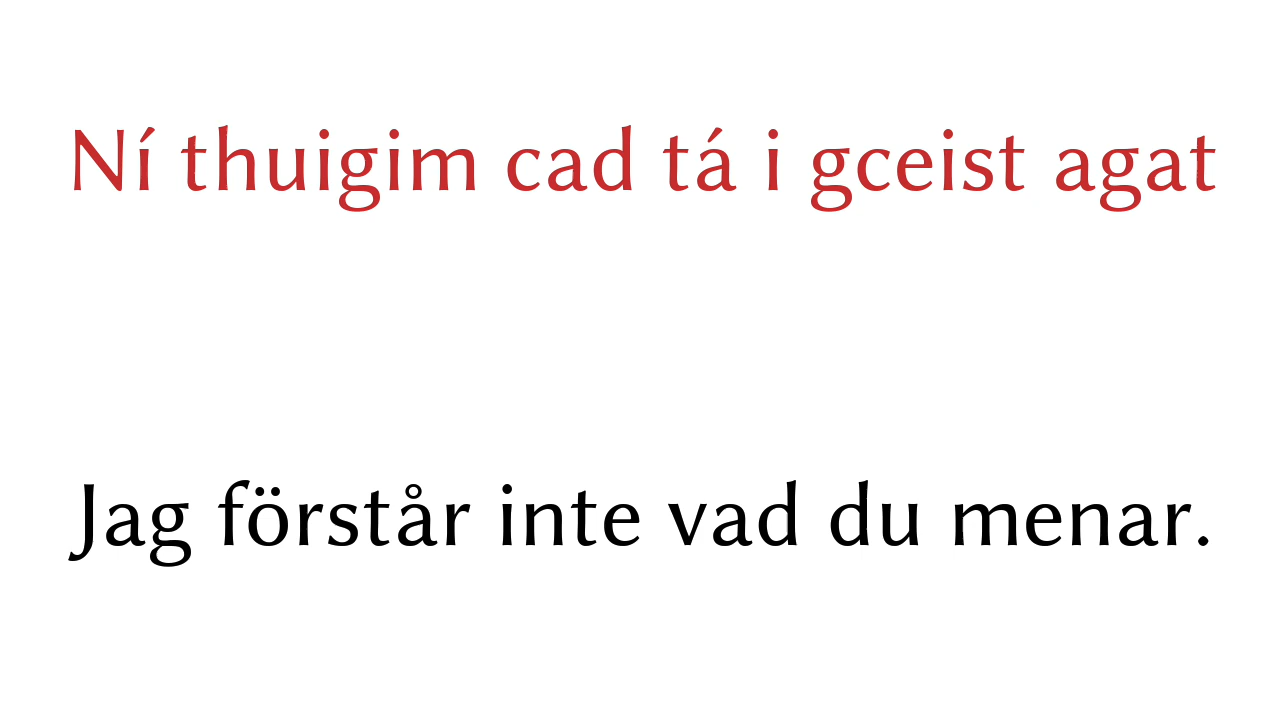 Ní thuigim cad tá i gceist agat
Jag förstår inte vad du menar.